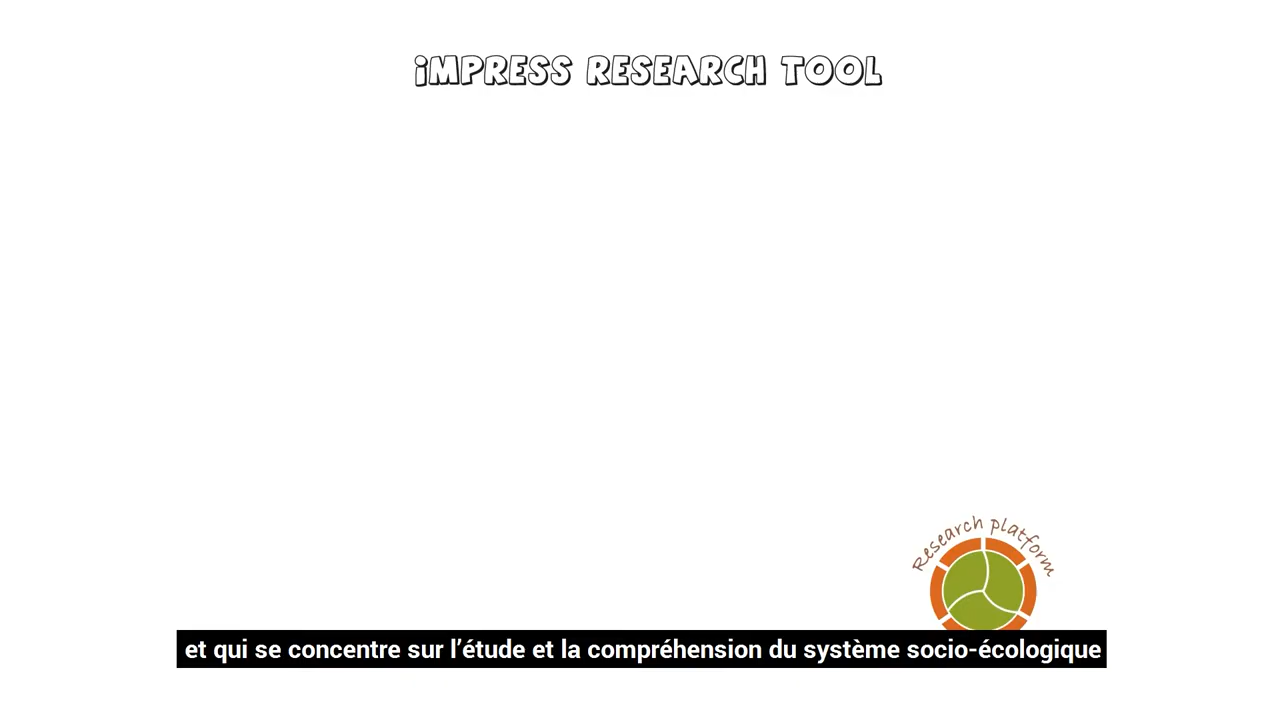 iMPRESS RESEARCH TOOL
Research platform
et qui se concentre sur l’étude et la compréhension du système socio-écologique